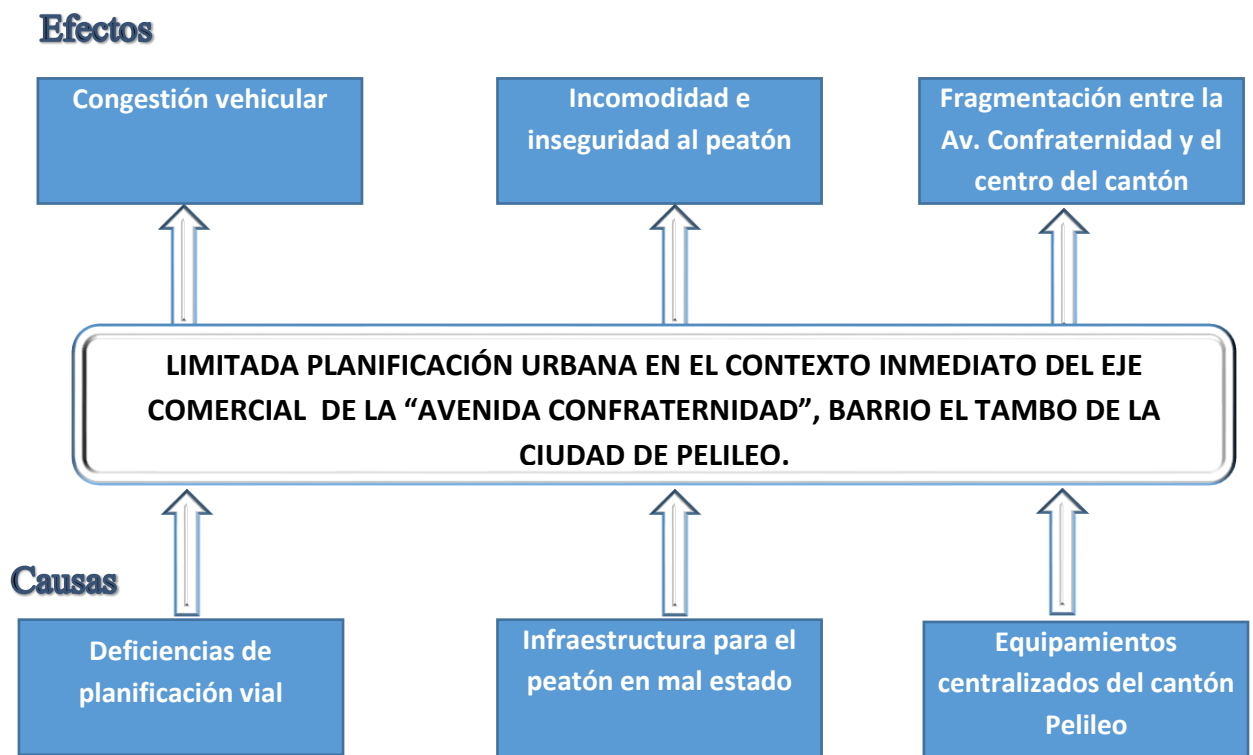 Efectos
Congestión vehicular
Incomodidad e
inseguridad al peatón
Fragmentación entre la
Av. Confraternidad y el
centro del cantón
LIMITADA PLANIFICACIÓN URBANA EN EL CONTEXTO INMEDIATO DEL EJE
COMERCIAL DE LA “AVENIDA CONFRATERNIDAD”, BARRIO EL TAMBO DE LA
CIUDAD DE PELILEO.
Causas
Deficiencias de
planificación vial
Infraestructura para el
peatón en mal estado
Equipamientos
centralizados del cantón
Pelileo